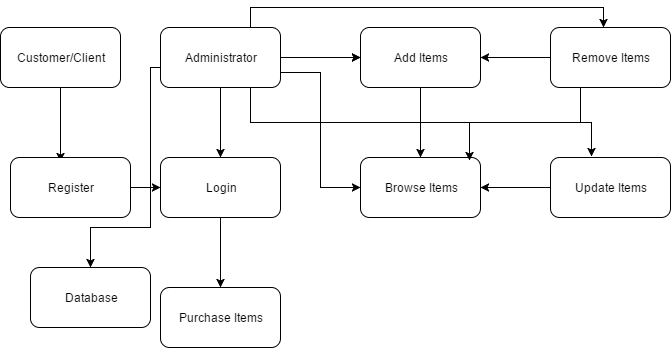 Customer/Client
Administrator
Add Items
Remove Items
Register
Login
Browse Items
Update Items
Database
Purchase Items